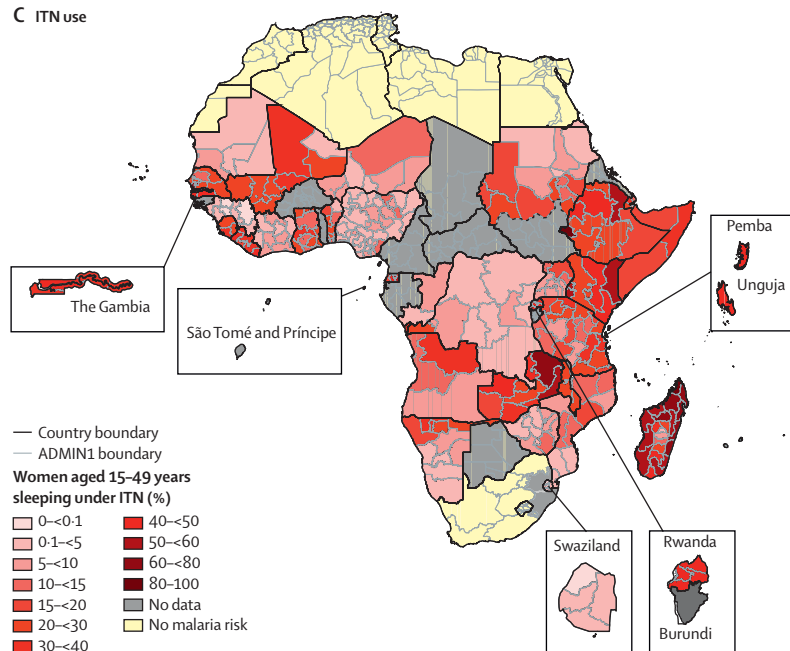 C ITN use
Pemba
Unguja
The Gambia
São Tomé and Príncipe
Country boundary
ADMIN1 boundary
Women aged 15–49 years
sleeping under ITN (%)
0–<0·1
0·1–<5
5–<10
10–<15
15–<20
20–<30
30–<40
40–<50
50–<60
60–<80
80–100
No data
No malaria risk
Swaziland
Rwanda
Burundi